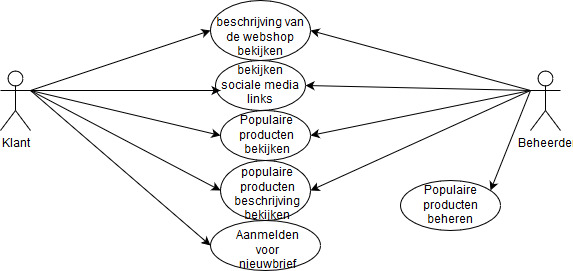 beschrijving van
de webshop
bekijken
bekijken
sociale media
links
Klant
Populaire
producten
bekijken
Beheerde
populaire
producten
beschrijving
bekijken
Populaire
producten
beheren
Aanmelden
voor
nieuwbrief